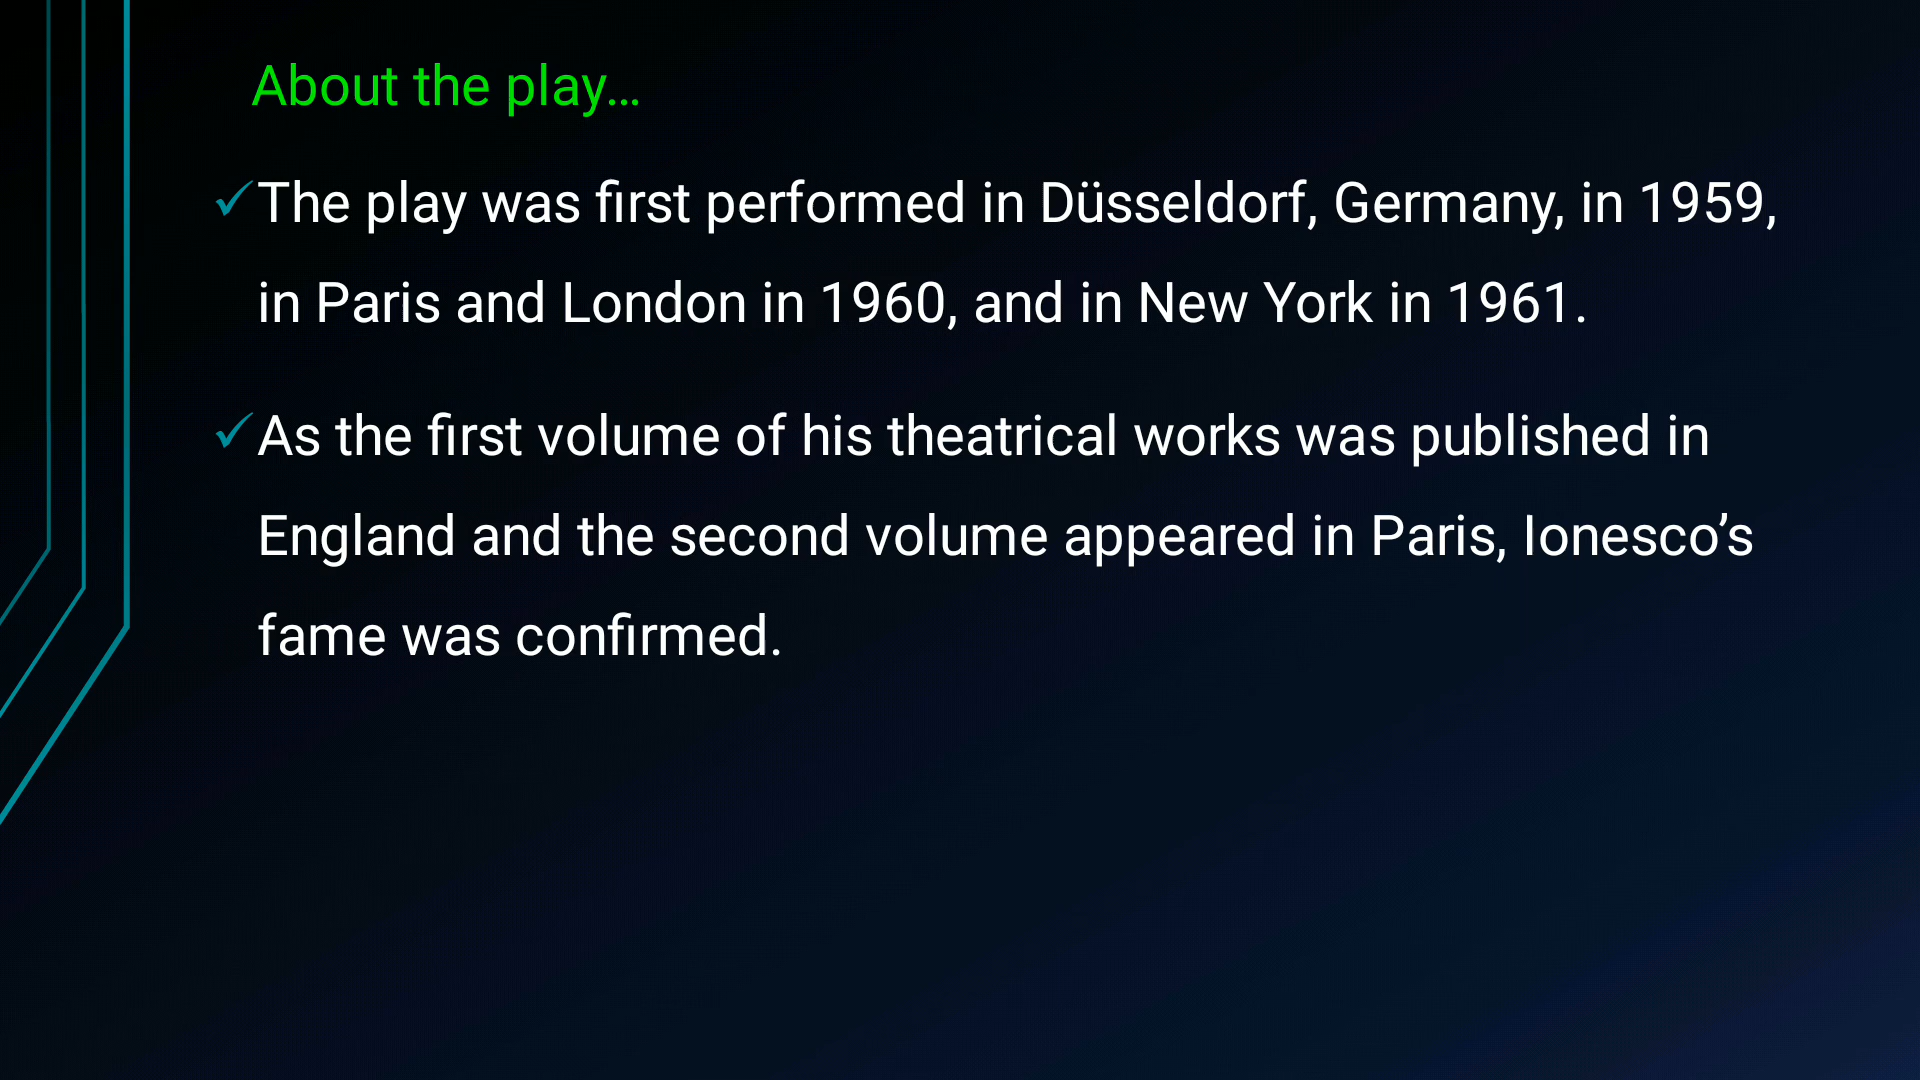 About the play…
✓The play was first performed in Düsseldorf, Germany, in 1959,
in Paris and London in 1960, and in New York in 1961.
✓As the first volume of his theatrical works was published in
England and the second volume appeared in Paris, Ionesco’s
fame was confirmed.